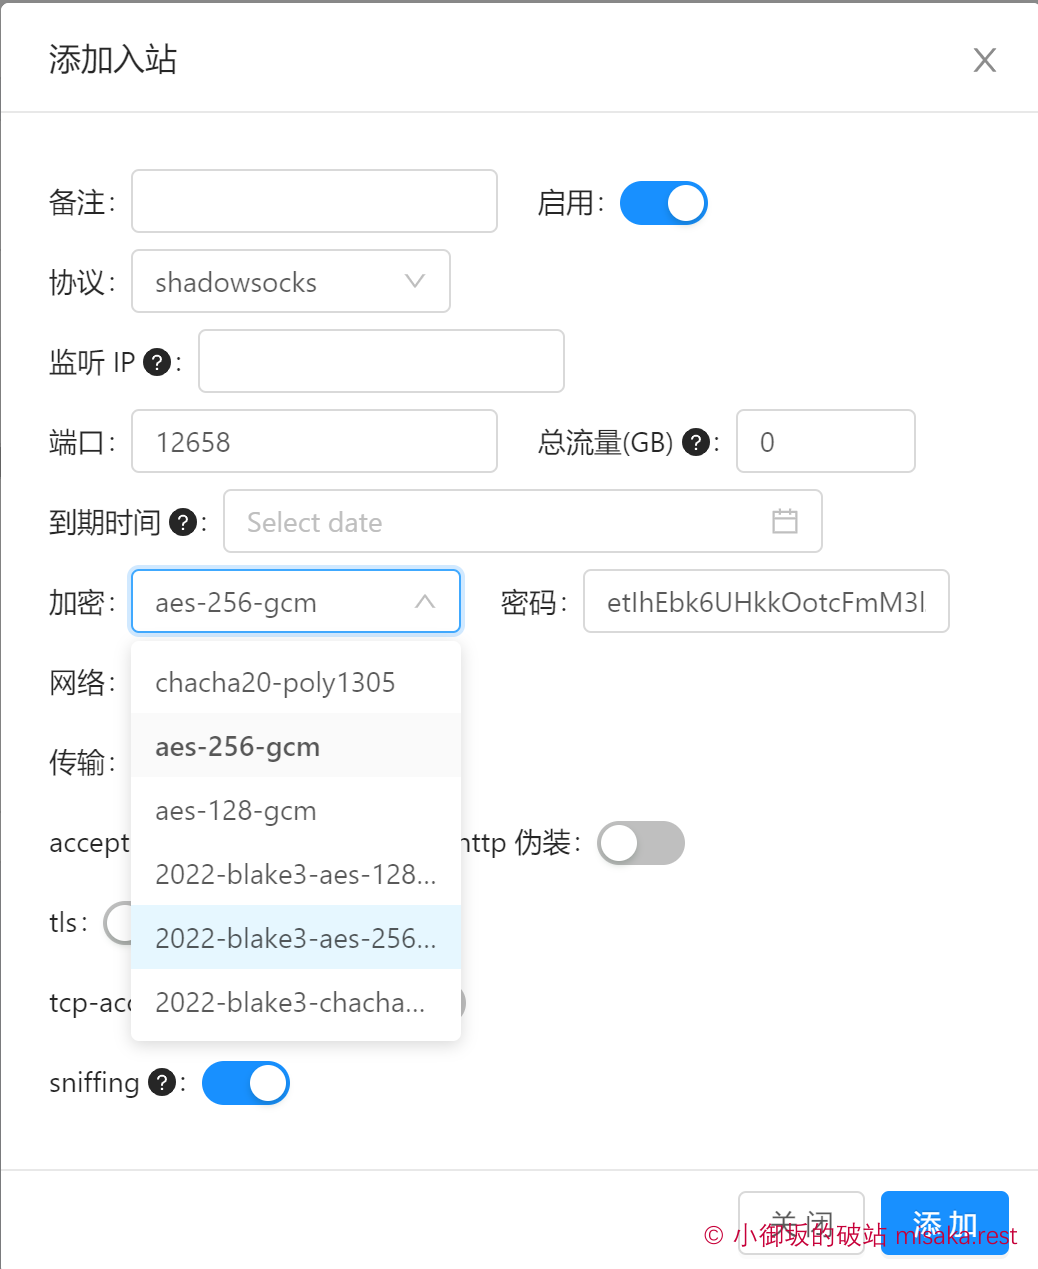 添加入站
备注:
启用:
协议: shadowsocks
监听 IP ?:
端口: 12658
总流量(GB) ?: 0
到期时间 ?: Select date
加密: aes-256-gcm
密码: etIhEbk6UHkkOotcFmM3l
网络:
chacha20-poly1305
aes-256-gcm
传输:
aes-128-gcm
accept
http 伪装:
2022-blake3-aes-128...
tls:
2022-blake3-aes-256...
tcp-acc
2022-blake3-chacha...
sniffing ?:
关 闭
添 加
© 小御坂的破站 misaka.rest